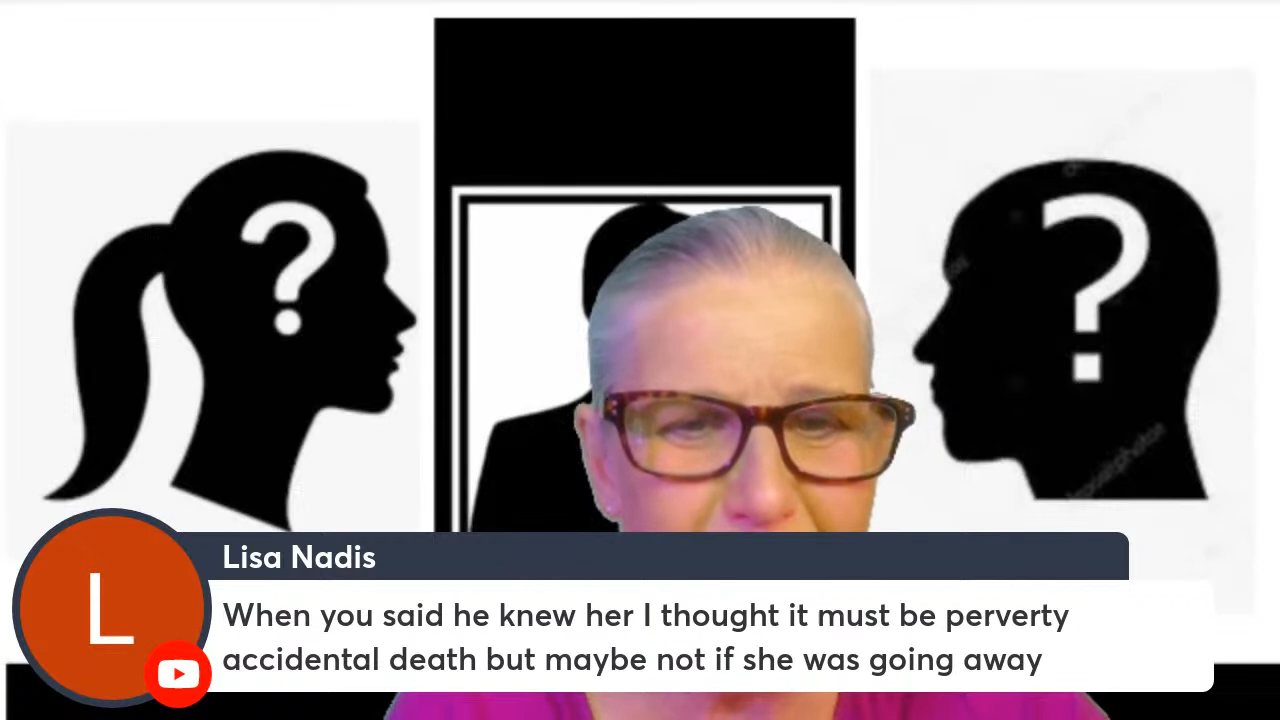 ?
?
L
Lisa Nadis
When you said he knew her I thought it must be perverty
accidental death but maybe not if she was going away